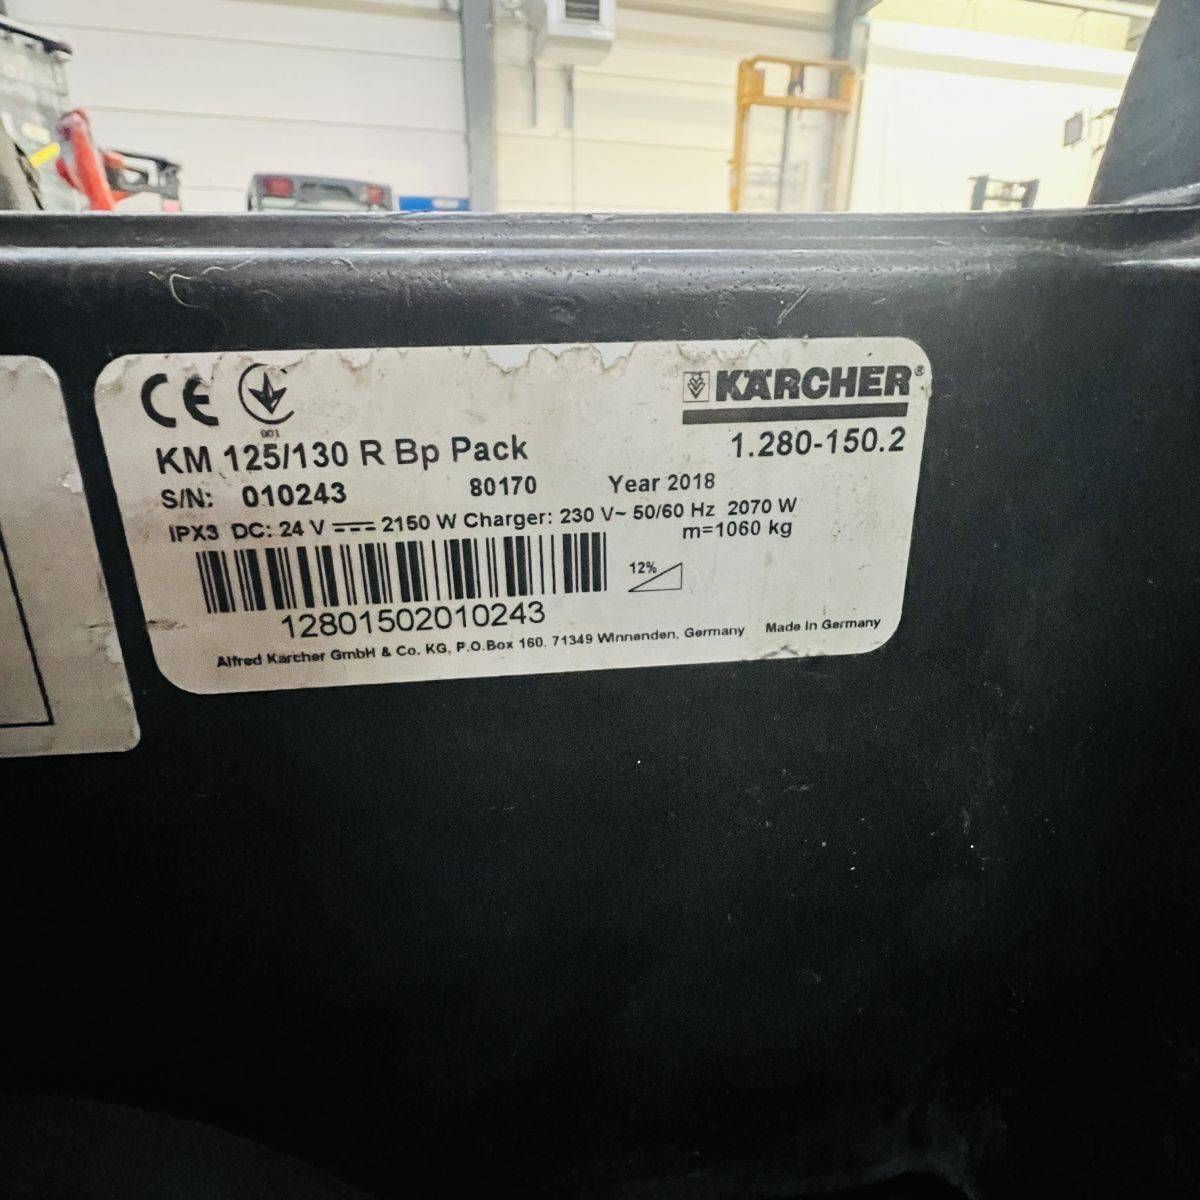 CE
001
KÄRCHER®
KM 125/130 R Bp Pack
1.280-150.2
S/N: 010243 80170 Year 2018
IPX3 DC: 24 V 2150 W Charger: 230 V~ 50/60 Hz 2070 W
m=1060 kg
12%
12801502010243
Alfred Kärcher GmbH & Co. KG, P.O.Box 160, 71349 Winnenden, Germany Made in Germany